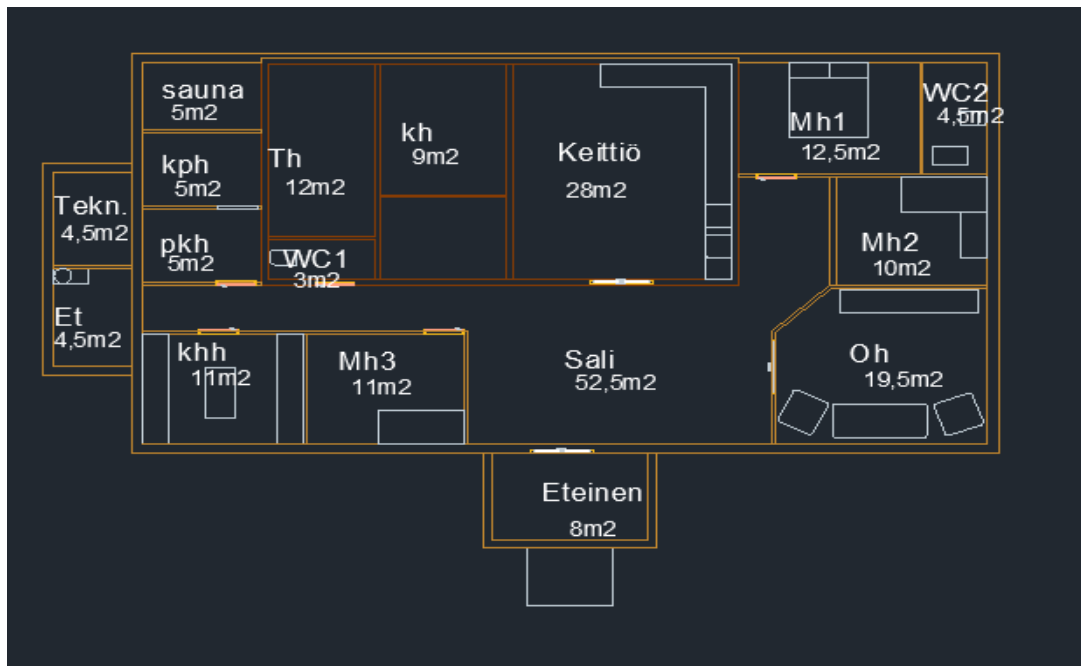 sauna
5m2
kph
5m2
pkh
5m2
Tekn.
4,5m2
Et
4,5m2
Th
12m2
WC1
3m2
kh
9m2
Keittiö
28m2
Mh1
12,5m2
WC2
4,5m2
Mh2
10m2
khh
11m2
Mh3
11m2
Sali
52,5m2
Oh
19,5m2
Eteinen
8m2